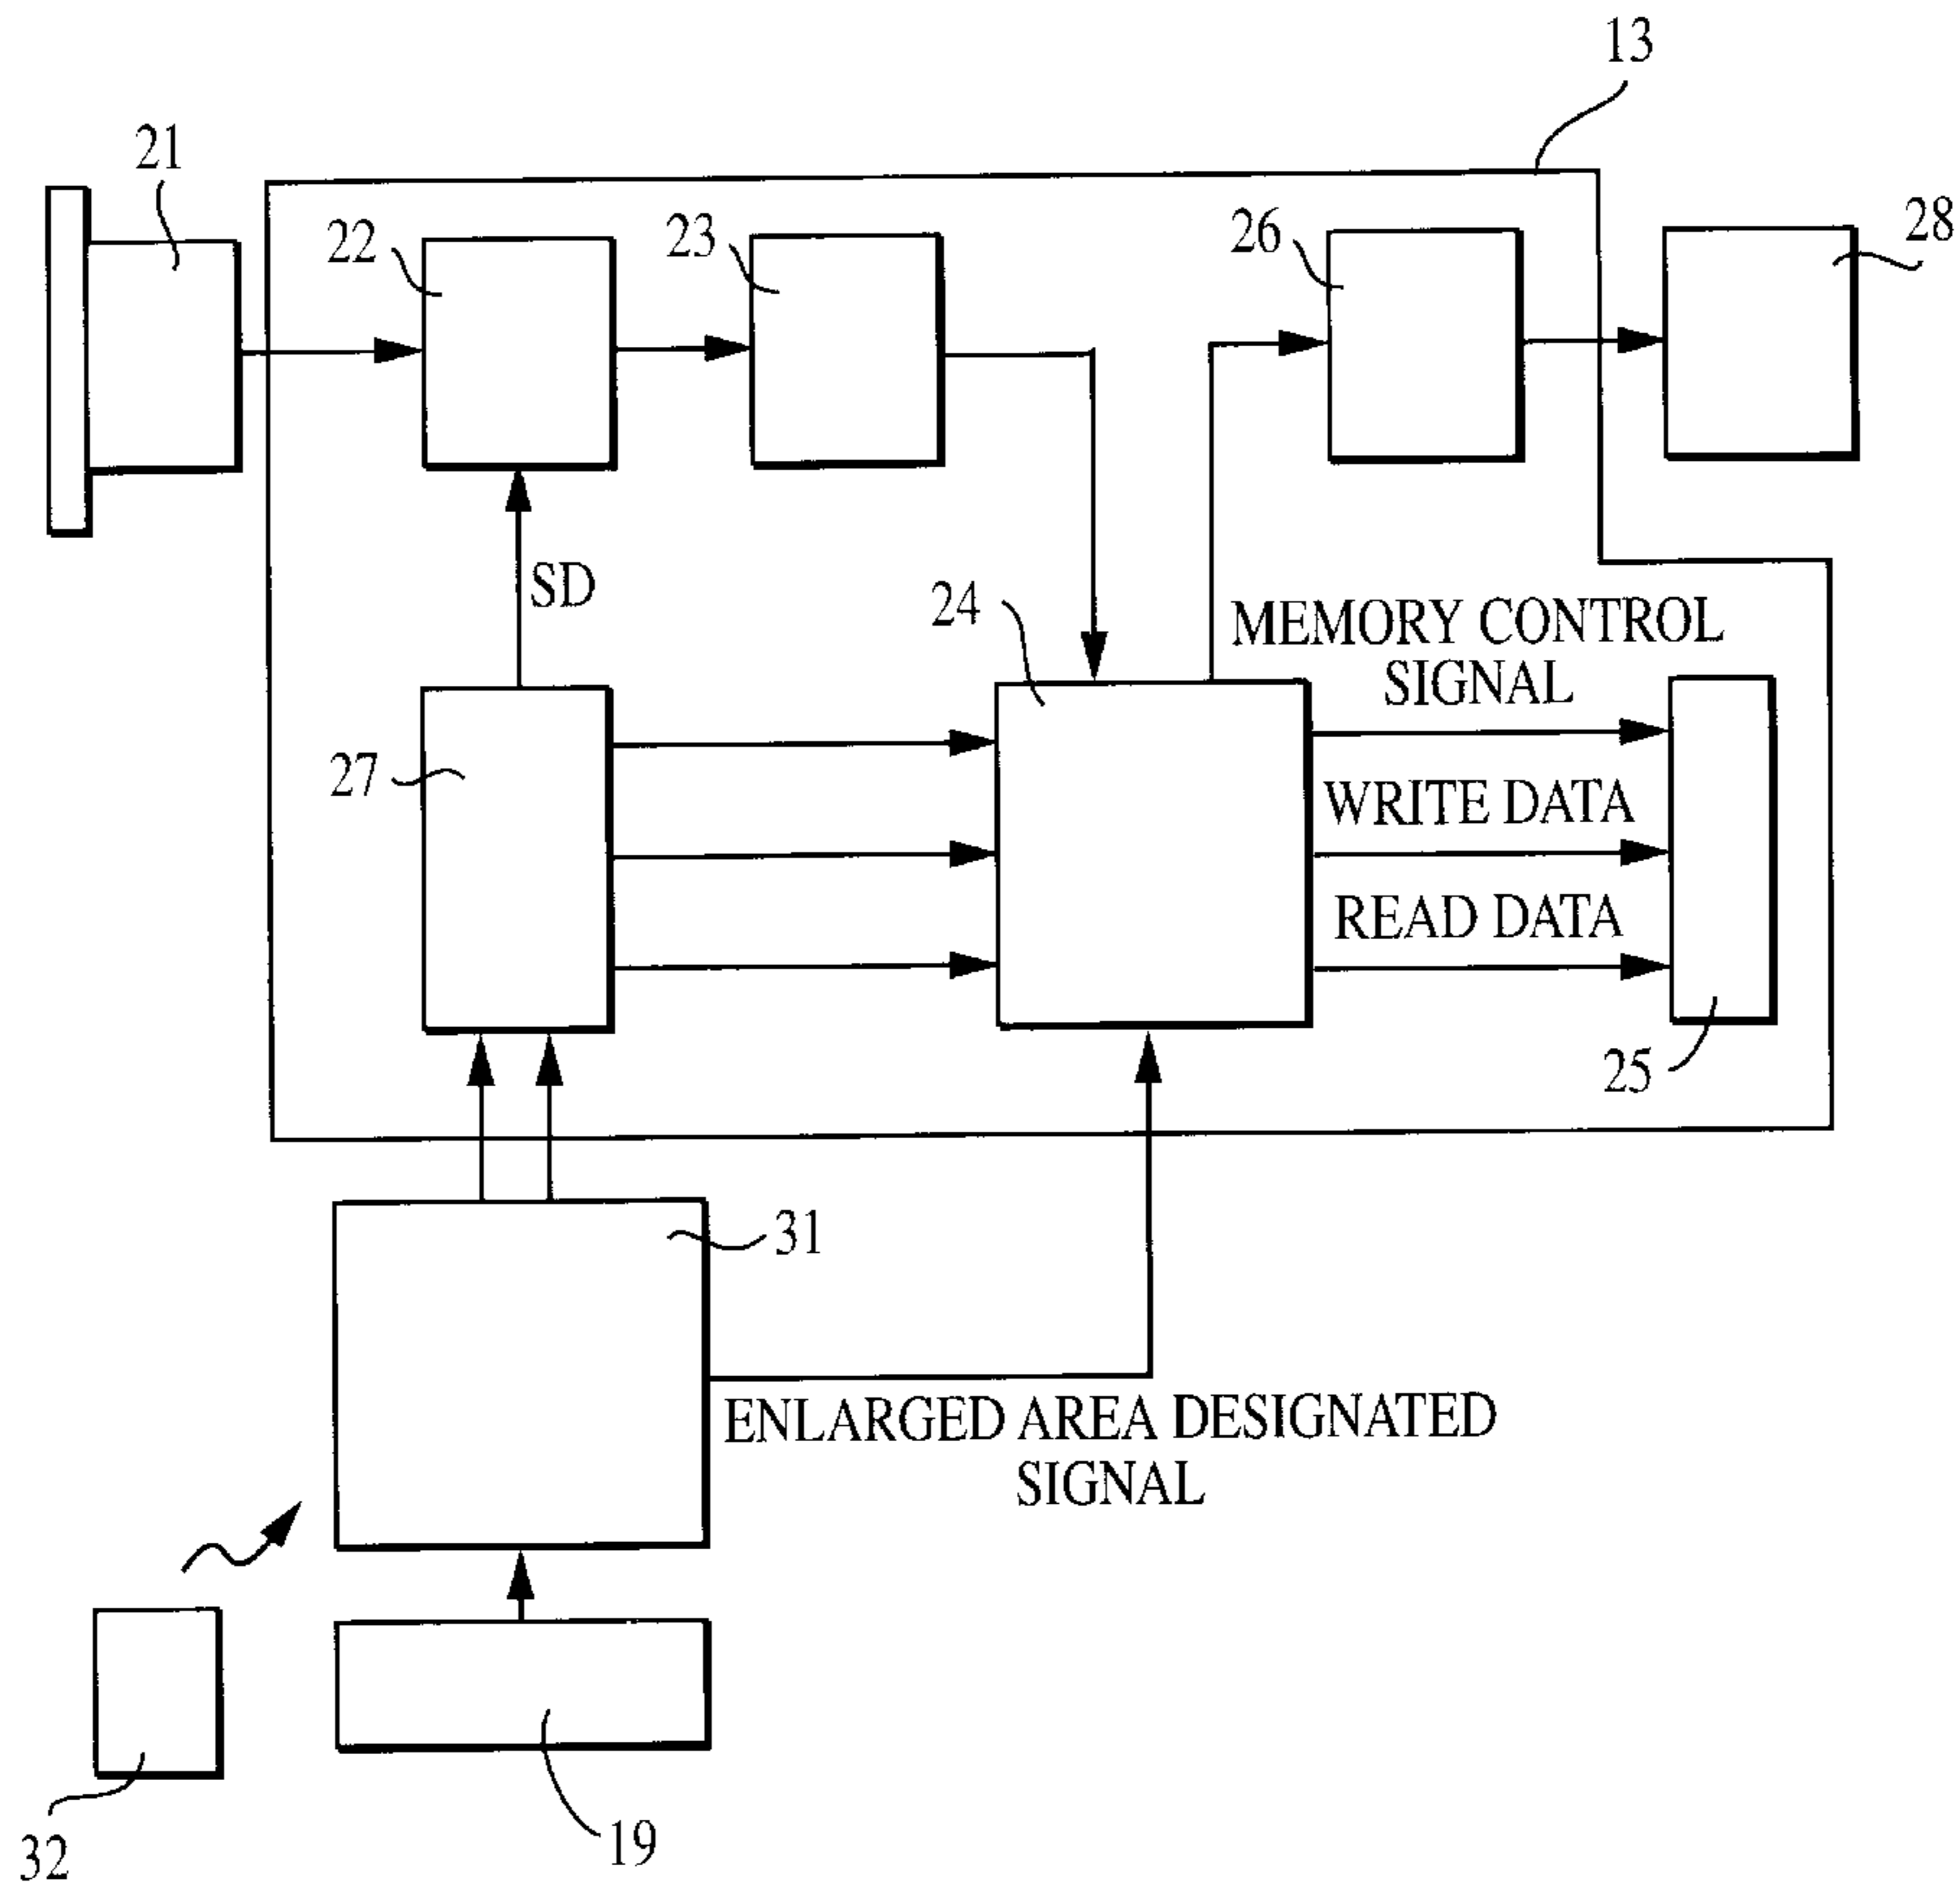 13
21
28
22
23
26
SD
24
MEMORY CONTROL
SIGNAL
27
WRITE DATA
READ DATA
25
31
ENLARGED AREA DESIGNATED
SIGNAL
19
32